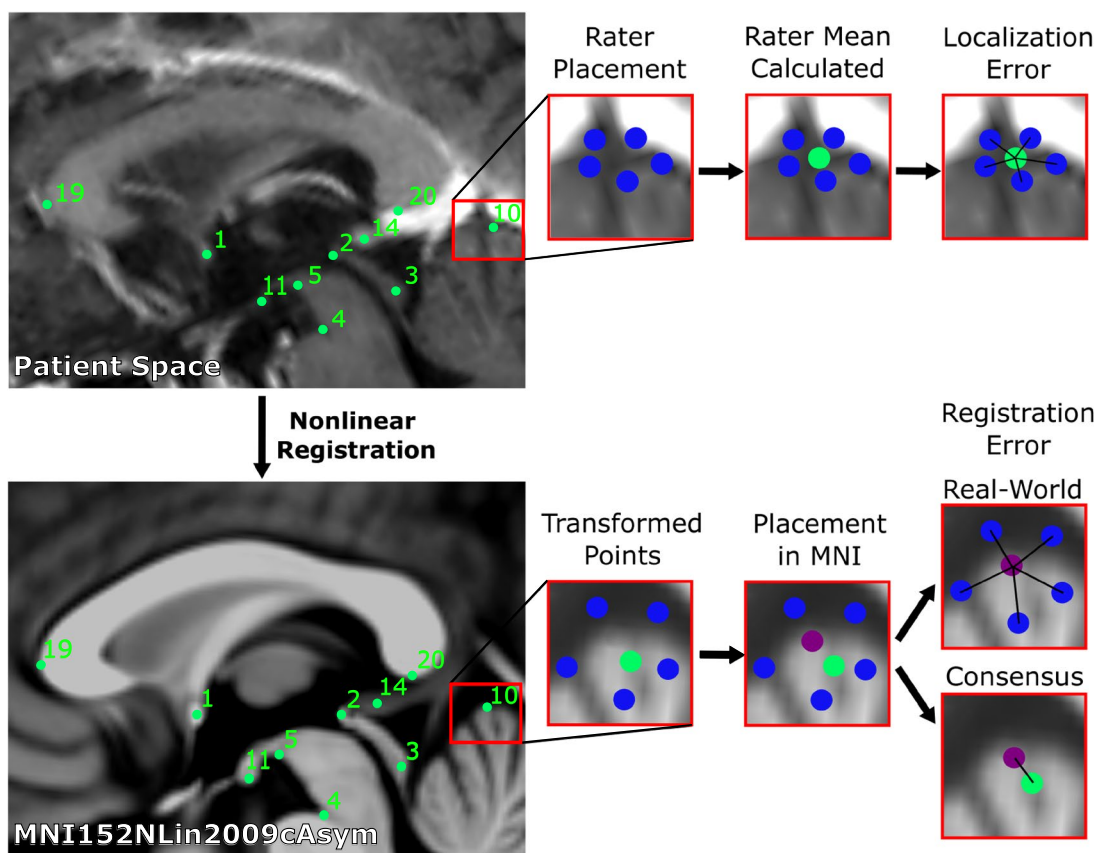 Rater
Placement
Rater Mean
Calculated
Localization
Error
19
20
10
14
1
2
3
5
11
4
Patient Space
Nonlinear
Registration
Registration
Error
Real-World
Transformed
Points
Placement
in MNI
Consensus
19
20
14
10
1
2
5
3
11
4
MNI152NLin2009cAsym